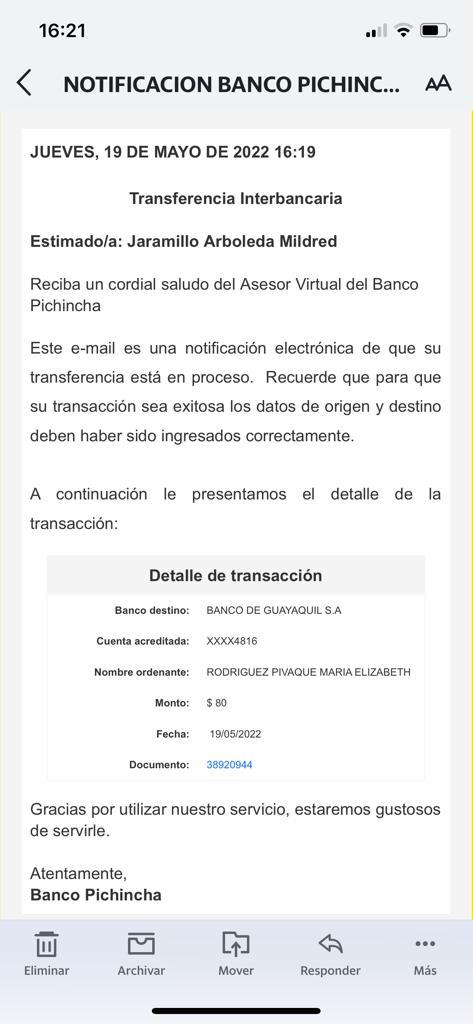 16:21
NOTIFICACION BANCO PICHINC...
AA
JUEVES, 19 DE MAYO DE 2022 16:19
Transferencia Interbancaria
Estimado/a: Jaramillo Arboleda Mildred
Reciba un cordial saludo del Asesor Virtual del Banco
Pichincha
Este e-mail es una notificación electrónica de que su
transferencia está en proceso. Recuerde que para que
su transacción sea exitosa los datos de origen y destino
deben haber sido ingresados correctamente.
A continuación le presentamos el detalle de la
transacción:
Detalle de transacción
Banco destino: BANCO DE GUAYAQUIL S.A
Cuenta acreditada: XXXX4816
Nombre ordenante: RODRIGUEZ PIVAQUE MARIA ELIZABETH
Monto: $ 80
Fecha: 19/05/2022
Documento: 38920944
Gracias por utilizar nuestro servicio, estaremos gustosos
de servirle.
Atentamente,
Banco Pichincha
Eliminar Archivar Mover Responder Más